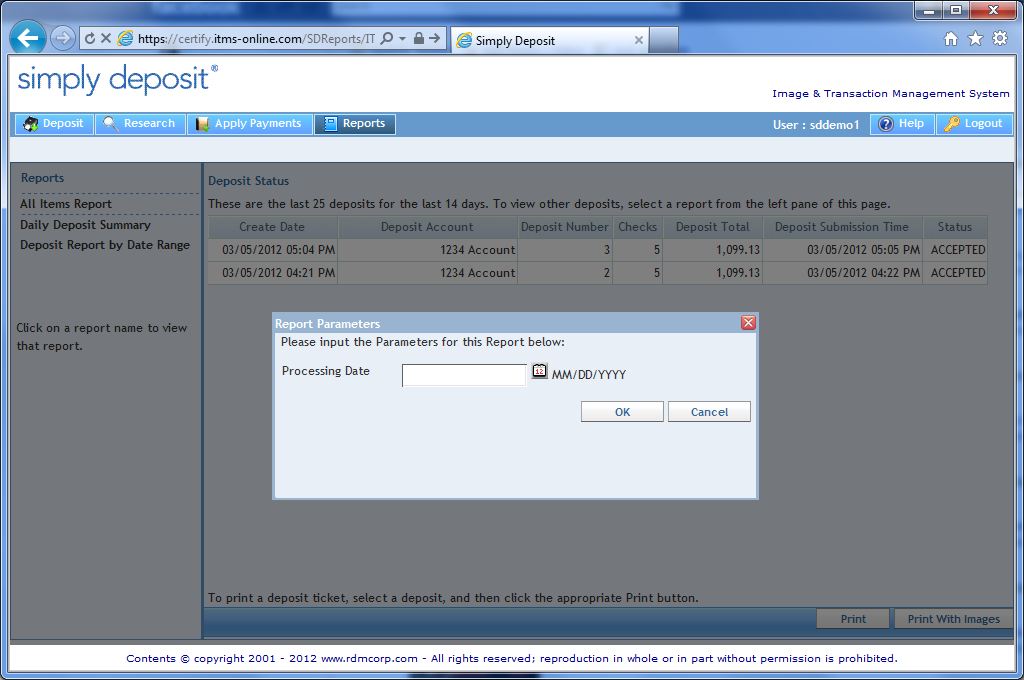 https://certify.itms-online.com/SDReports/IT
Simply Deposit
simply deposit®
Image & Transaction Management System
Deposit
Research
Apply Payments
Reports
User : sddemo1
Help
Logout
Reports
All Items Report
Daily Deposit Summary
Deposit Report by Date Range
Click on a report name to view
that report.
Deposit Status
These are the last 25 deposits for the last 14 days. To view other deposits, select a report from the left pane of this page.
Create Date Deposit Account Deposit Number Checks Deposit Total Deposit Submission Time Status
03/05/2012 05:04 PM 1234 Account 3 5 1,099.13 03/05/2012 05:05 PM ACCEPTED
03/05/2012 04:21 PM 1234 Account 2 5 1,099.13 03/05/2012 04:22 PM ACCEPTED
Report Parameters
Please input the Parameters for this Report below:
Processing Date
12
MM/DD/YYYY
OK
Cancel
To print a deposit ticket, select a deposit, and then click the appropriate Print button.
Print
Print With Images
Contents © copyright 2001 - 2012 www.rdmcorp.com - All rights reserved; reproduction in whole or in part without permission is prohibited.